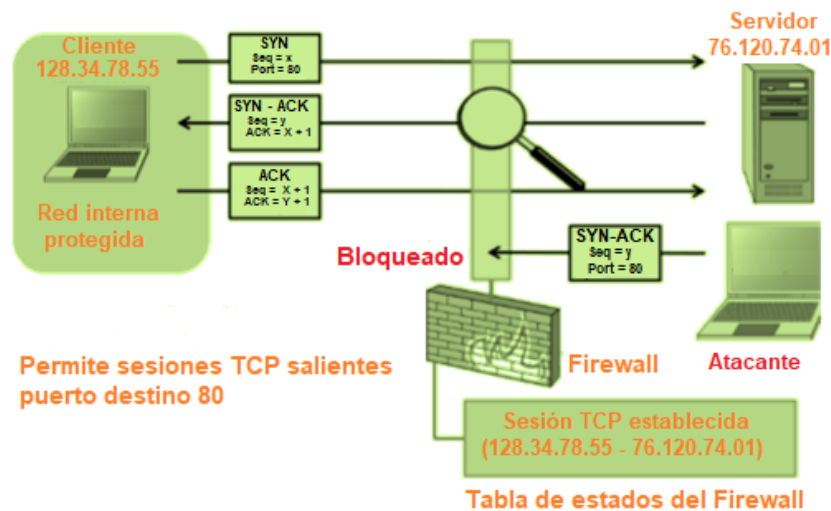 Cliente
128.34.78.55
SYN
Seq = x
Port = 80
Servidor
76.120.74.01
SYN - ACK
Seq = y
ACK = X + 1
ACK
Seq = X + 1
ACK = Y + 1
Red interna
protegida
Bloqueado
SYN-ACK
Seq = y
Port = 80
Permite sesiones TCP salientes
puerto destino 80
Firewall
Atacante
Sesión TCP establecida
(128.34.78.55 - 76.120.74.01)
Tabla de estados del Firewall